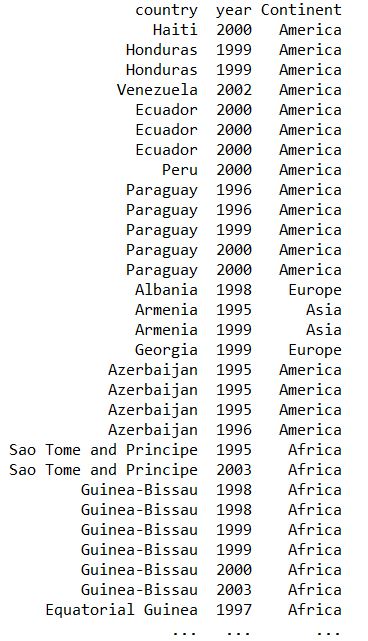 country year Continent
Haiti 2000 America
Honduras 1999 America
Honduras 1999 America
Venezuela 2002 America
Ecuador 2000 America
Ecuador 2000 America
Ecuador 2000 America
Peru 2000 America
Paraguay 1996 America
Paraguay 1996 America
Paraguay 1999 America
Paraguay 2000 America
Paraguay 2000 America
Albania 1998 Europe
Armenia 1995 Asia
Armenia 1999 Asia
Georgia 1999 Europe
Azerbaijan 1995 America
Azerbaijan 1995 America
Azerbaijan 1995 America
Azerbaijan 1996 America
Sao Tome and Principe 1995 Africa
Sao Tome and Principe 2003 Africa
Guinea-Bissau 1998 Africa
Guinea-Bissau 1998 Africa
Guinea-Bissau 1999 Africa
Guinea-Bissau 1999 Africa
Guinea-Bissau 2000 Africa
Guinea-Bissau 2003 Africa
Equatorial Guinea 1997 Africa
... ... ...